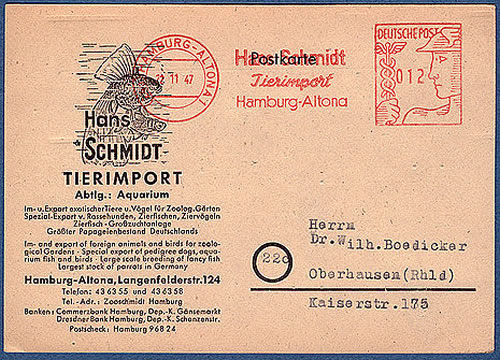 HAMBURG-ALTONA 1
12 11 47
Hans Schmidt
Postkarte
Tierimport
Hamburg-Altona
DEUTSCHE POST
012
Hans
SCHMIDT
TIERIMPORT
Abtlg.: Aquarium
Im- u. Export exotischer Tiere u. Vögel für Zoolog. Gärten
Spezial-Export v. Rassehunden, Zierfischen, Ziervögeln
Zierfisch-Großzuchtanlage
Größter Papageienbestand Deutschlands
Im- and export of foreign animals and birds for zoolo-
gical Gardens · Special export of pedigree dogs, aqua-
rium fish and birds · Large scale breeding of fancy fish
Largest stock of parrots in Germany
Hamburg-Altona, Langenfelderstr. 124
Telefon: 43 63 55 und 43 63 58
Tel.-Adr.: Zooschmidt Hamburg
Banken: Commerzbank Hamburg, Dep.-K. Gänsemarkt
Dresdner Bank Hamburg, Dep.-K. Schanzenstr.
Postscheck: Hamburg 968 24
Herrn
Dr. Wilh. Boedicker
22c
Oberhausen (Rhld)
Kaiserstr. 175